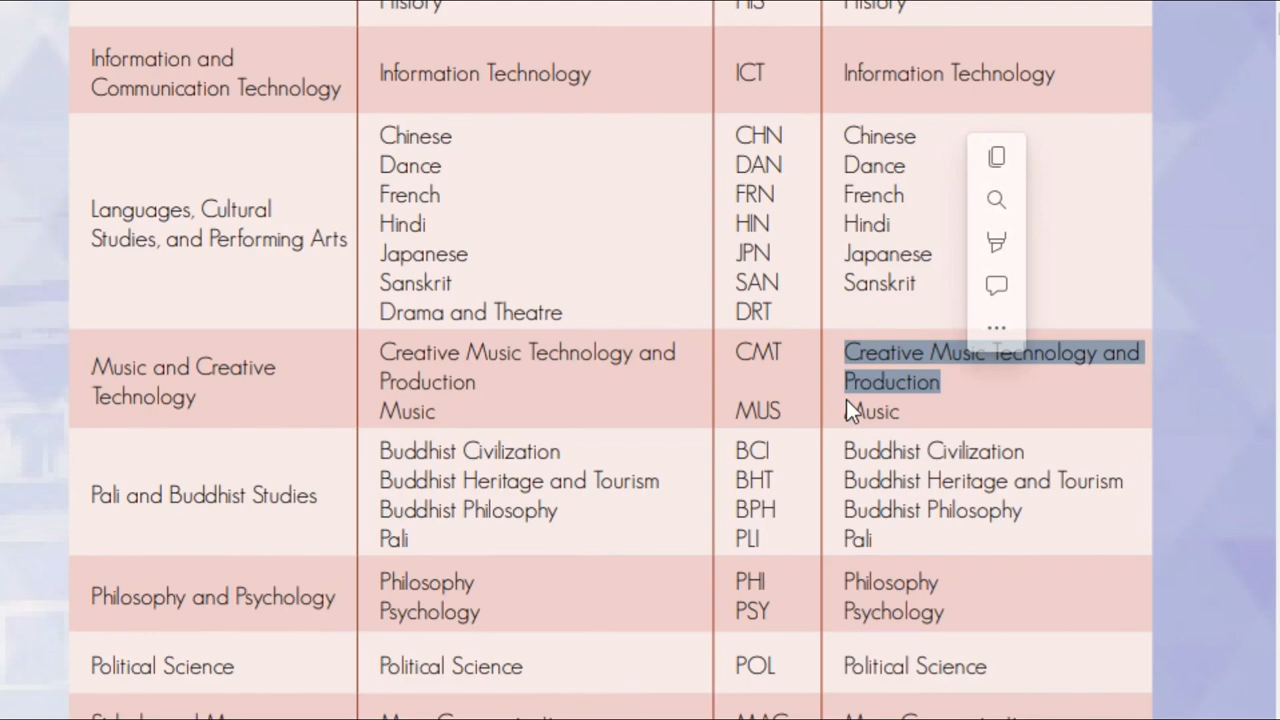 History HIS History
Information and
Communication Technology
Information Technology ICT Information Technology
Languages, Cultural
Studies, and Performing Arts
Chinese CHN Chinese
Dance DAN Dance
French FRN French
Hindi HIN Hindi
Japanese JPN Japanese
Sanskrit SAN Sanskrit
Drama and Theatre DRT
Music and Creative
Technology
Creative Music Technology and CMT Creative Music Technology and
Production Production
Music MUS Music
Pali and Buddhist Studies
Buddhist Civilization BCI Buddhist Civilization
Buddhist Heritage and Tourism BHT Buddhist Heritage and Tourism
Buddhist Philosophy BPH Buddhist Philosophy
Pali PLI Pali
Philosophy and Psychology
Philosophy PHI Philosophy
Psychology PSY Psychology
Political Science Political Science POL Political Science